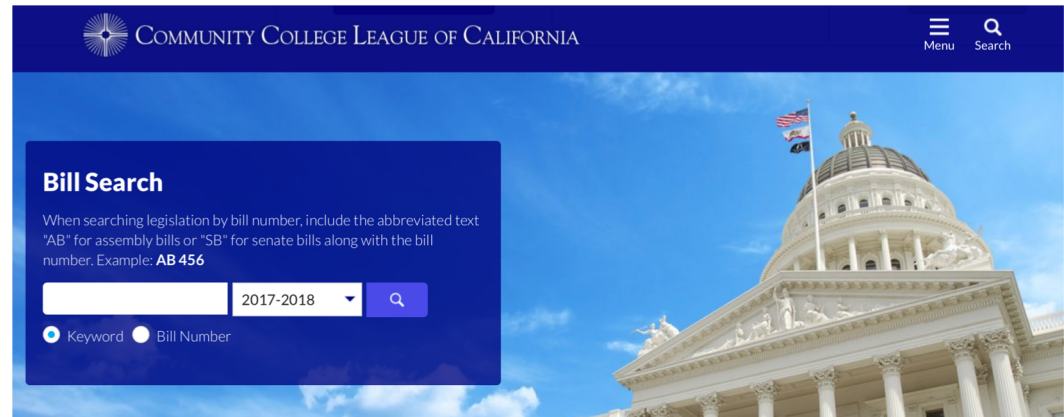 COMMUNITY COLLEGE LEAGUE OF CALIFORNIA
Menu
Search
Bill Search
When searching legislation by bill number, include the abbreviated text
"AB" for assembly bills or "SB" for senate bills along with the bill
number. Example: AB 456
2017-2018
Keyword
Bill Number